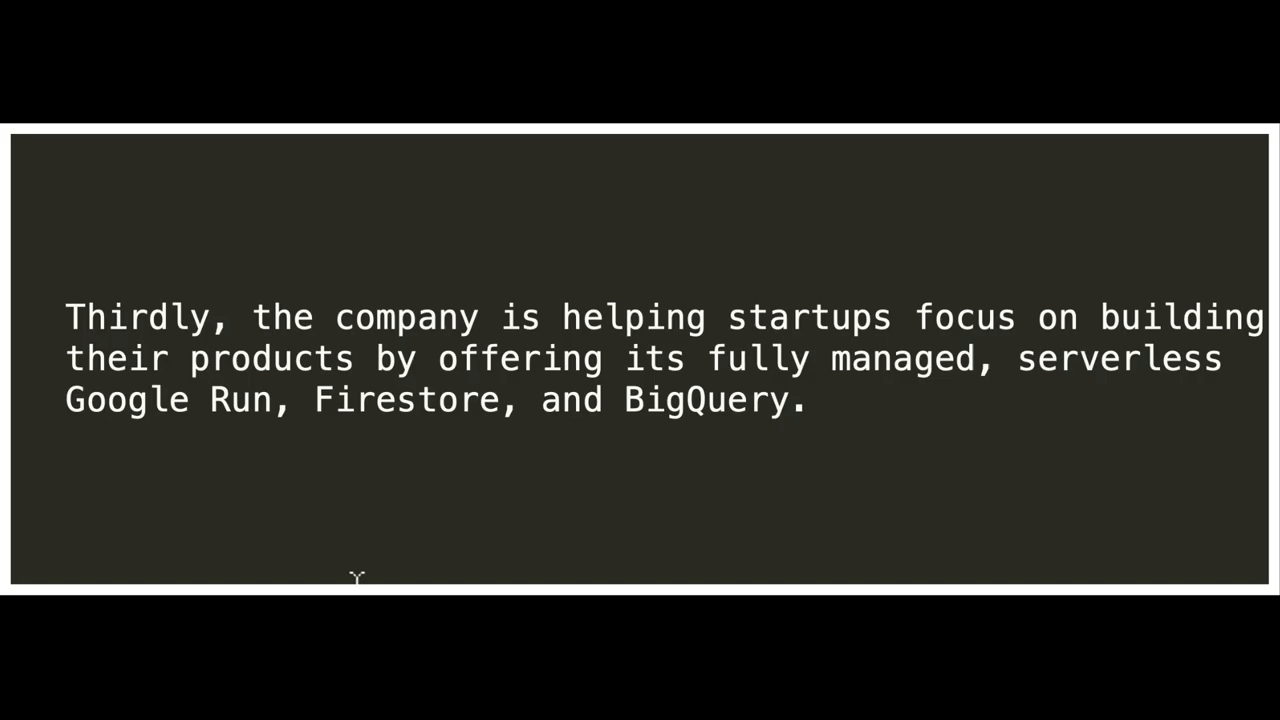 Thirdly, the company is helping startups focus on building
their products by offering its fully managed, serverless
Google Run, Firestore, and BigQuery.